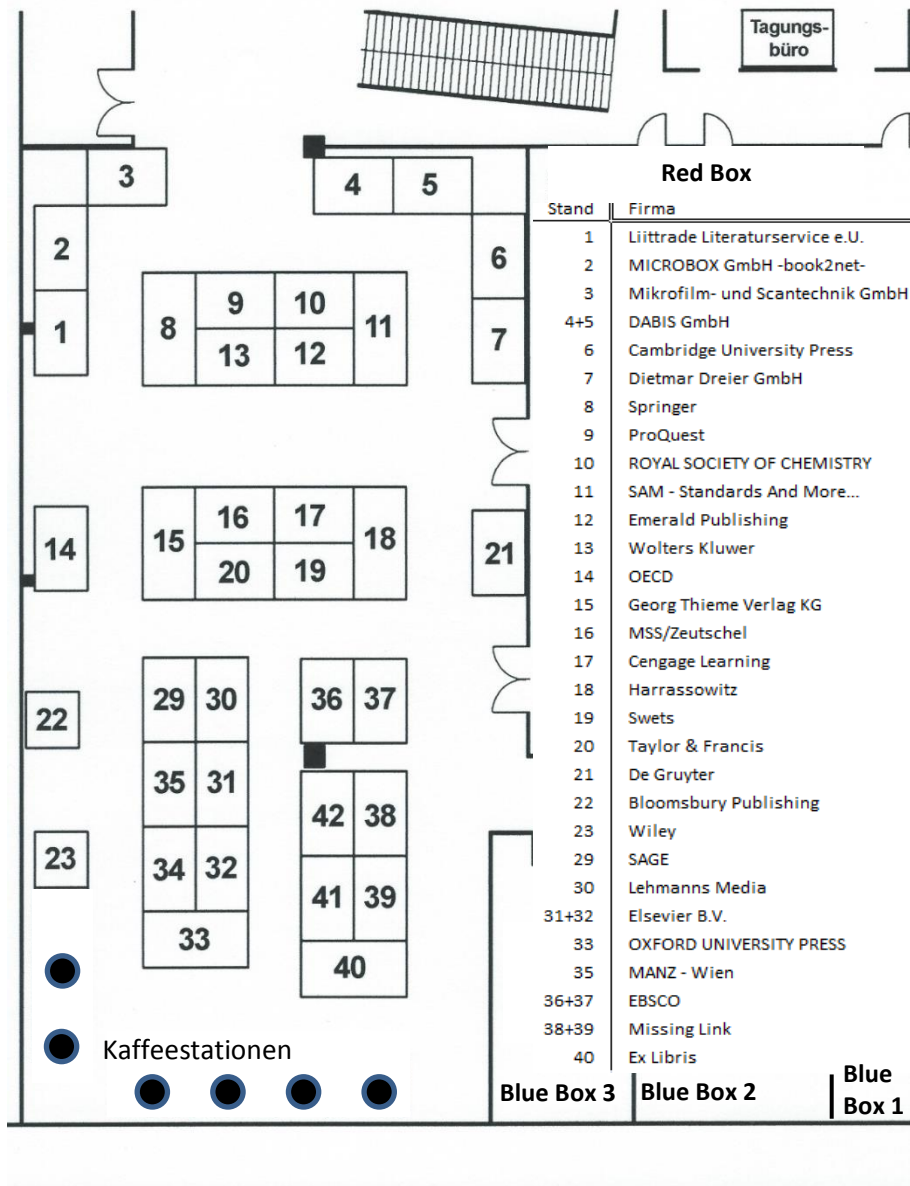 Tagungs-
büro
3
4
5
2
6
1
7
8
9
10
11
13
12
14
15
16
17
18
20
19
21
22
29
30
36
37
35
31
42
38
23
34
32
41
39
33
40
Kaffeestationen
Red Box
Stand Firma
1 Liittrade Literaturservice e.U.
2 MICROBOX GmbH -book2net-
3 Mikrofilm- und Scantechnik GmbH
4+5 DABIS GmbH
6 Cambridge University Press
7 Dietmar Dreier GmbH
8 Springer
9 ProQuest
10 ROYAL SOCIETY OF CHEMISTRY
11 SAM - Standards And More...
12 Emerald Publishing
13 Wolters Kluwer
14 OECD
15 Georg Thieme Verlag KG
16 MSS/Zeutschel
17 Cengage Learning
18 Harrassowitz
19 Swets
20 Taylor & Francis
21 De Gruyter
22 Bloomsbury Publishing
23 Wiley
29 SAGE
30 Lehmanns Media
31+32 Elsevier B.V.
33 OXFORD UNIVERSITY PRESS
35 MANZ - Wien
36+37 EBSCO
38+39 Missing Link
40 Ex Libris
Blue Box 3
Blue Box 2
Blue
Box 1